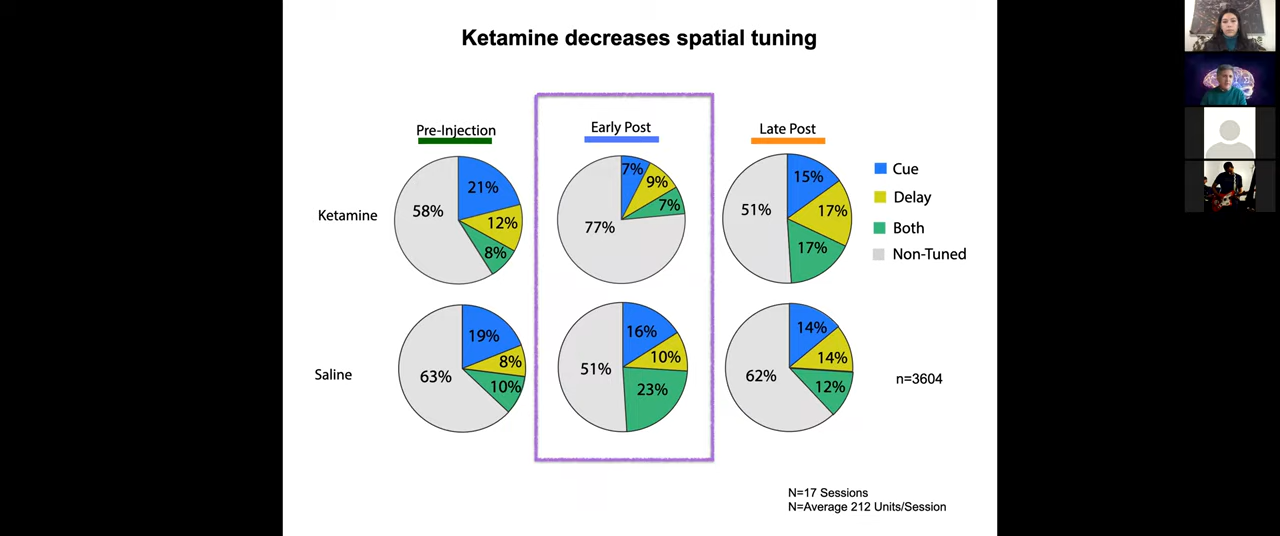 Ketamine decreases spatial tuning
Pre-Injection
Early Post
Late Post
Ketamine
21%
12%
8%
58%
7%
9%
7%
77%
15%
17%
17%
51%
Cue
Delay
Both
Non-Tuned
Saline
19%
8%
10%
63%
16%
10%
23%
51%
14%
14%
12%
62%
n=3604
N=17 Sessions
N=Average 212 Units/Session